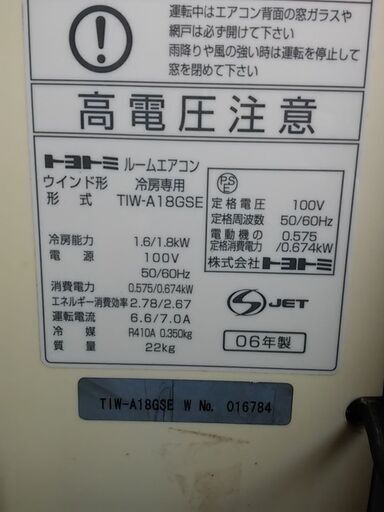 運転中はエアコン背面の窓ガラスや
網戸は必ず開けて下さい
雨降りや風の強い時は運転を停止して
窓を閉めて下さい
高電圧注意
トヨトミ ルームエアコン
ウインド形 冷房専用
形式 TIW-A18GSE
冷房能力 1.6/1.8kW
電源 100V
50/60Hz
消費電力 0.575/0.674kW
エネルギー消費効率 2.78/2.67
運転電流 6.6/7.0A
冷媒 R410A 0.350kg
質量 22kg
PSE
定格電圧 100V
定格周波数 50/60Hz
電動機の定格消費電力 0.575/0.674kW
株式会社トヨトミ
S JET
06年製
TIW-A18GSE W No. 016784